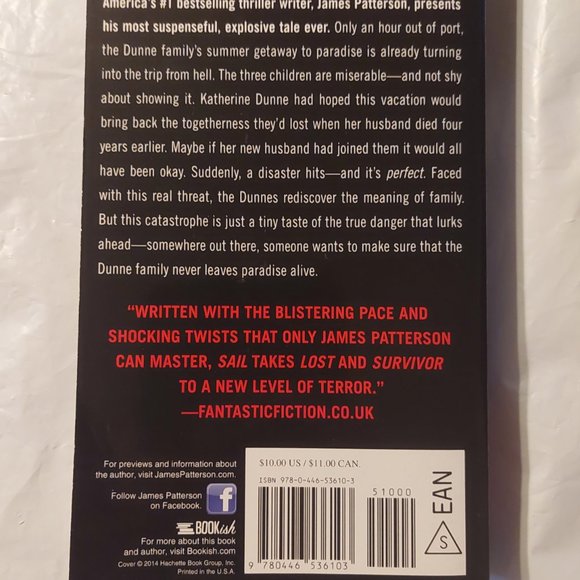 America's #1 bestselling thriller writer, James Patterson, presents
his most suspenseful, explosive tale ever. Only an hour out of port,
the Dunne family's summer getaway to paradise is already turning
into the trip from hell. The three children are miserable—and not shy
about showing it. Katherine Dunne had hoped this vacation would
bring back the togetherness they'd lost when her husband died four
years earlier. Maybe if her new husband had joined them it would all
have been okay. Suddenly, a disaster hits—and it's perfect. Faced
with this real threat, the Dunnes rediscover the meaning of family.
But this catastrophe is just a tiny taste of the true danger that lurks
ahead—somewhere out there, someone wants to make sure that the
Dunne family never leaves paradise alive.
"WRITTEN WITH THE BLISTERING PACE AND
SHOCKING TWISTS THAT ONLY JAMES PATTERSON
CAN MASTER, SAIL TAKES LOST AND SURVIVOR
TO A NEW LEVEL OF TERROR."
—FANTASTICFICTION.CO.UK
For previews and information about
the author, visit JamesPatterson.com.
Follow James Patterson
on Facebook.
f
BOOKish
For more about this book
and author, visit Bookish.com
Cover © 2014 Hachette Book Group, Inc.
Printed in the U.S.A.
$10.00 US / $11.00 CAN.
ISBN 978-0-446-53610-3
51000
9 780446 536103
S
EAN